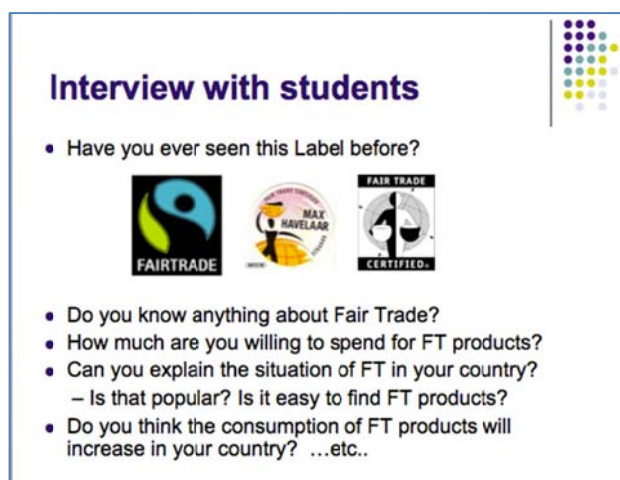 Interview with students
Have you ever seen this Label before?
FAIRTRADE
MAX
HAVELAAR
FAIR TRADE
CERTIFIED
Do you know anything about Fair Trade?
How much are you willing to spend for FT products?
Can you explain the situation of FT in your country?
– Is that popular? Is it easy to find FT products?
Do you think the consumption of FT products will
increase in your country? ...etc..